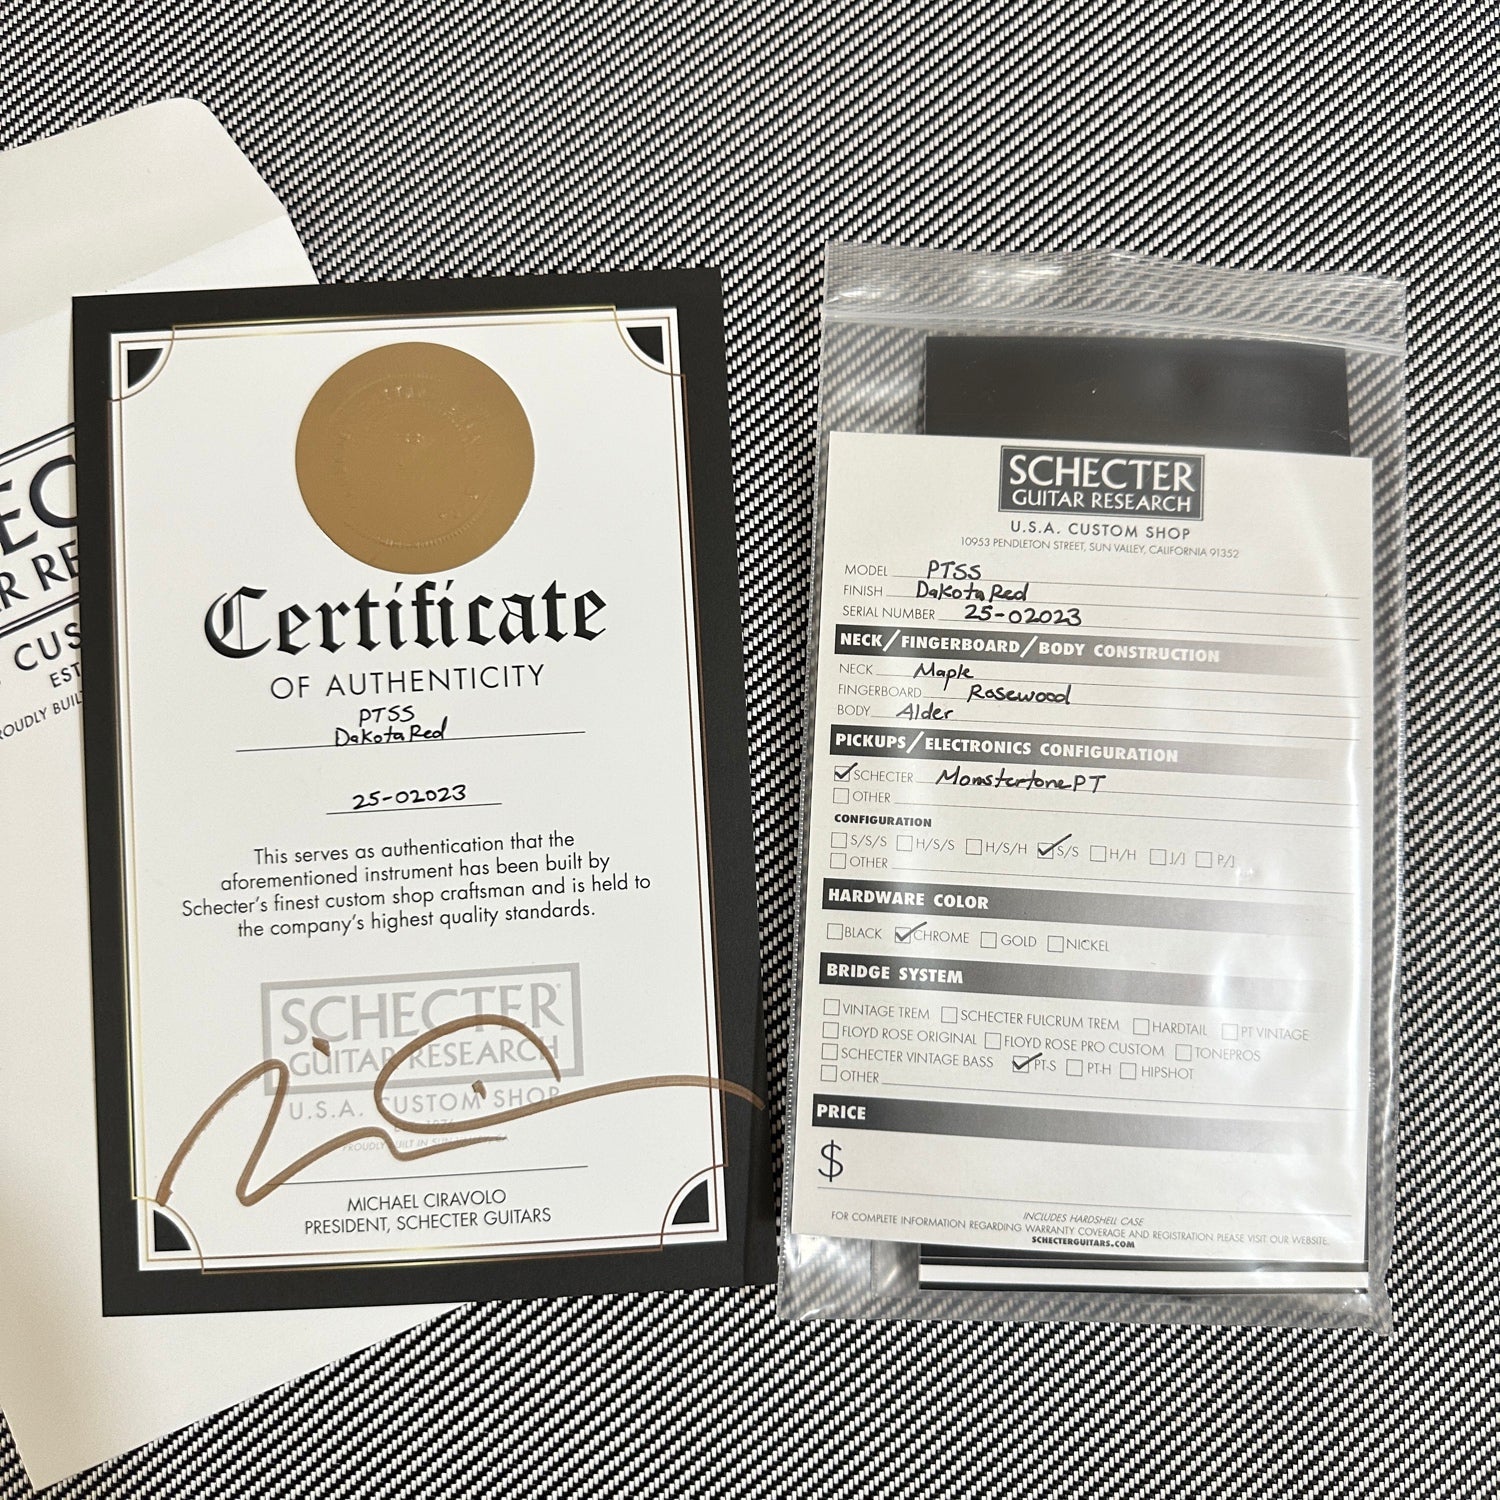 Certificate
OF AUTHENTICITY
PTSS
Dakota Red
25-02023
This serves as authentication that the
aforementioned instrument has been built by
Schecter's finest custom shop craftsman and is held to
the company's highest quality standards.
SCHECTER
GUITAR RESEARCH
U.S.A. CUSTOM SHOP
MICHAEL CIRAVOLO
PRESIDENT, SCHECTER GUITARS
SCHECTER
GUITAR RESEARCH
U.S.A. CUSTOM SHOP
10953 PENDLETON STREET, SUN VALLEY, CALIFORNIA 91352
MODEL PTSS
FINISH Dakota Red
SERIAL NUMBER 25-02023
NECK/FINGERBOARD/BODY CONSTRUCTION
NECK Maple
FINGERBOARD Rosewood
BODY Alder
PICKUPS/ELECTRONICS CONFIGURATION
SCHECTER MomstertonePT
OTHER
CONFIGURATION
S/S/S H/S/S H/S/H S/S H/H J/J P/J
OTHER
HARDWARE COLOR
BLACK CHROME GOLD NICKEL
BRIDGE SYSTEM
VINTAGE TREM SCHECTER FULCRUM TREM HARDTAIL PT VINTAGE
FLOYD ROSE ORIGINAL FLOYD ROSE PRO CUSTOM TONEPROS
SCHECTER VINTAGE BASS PT-S PT-H HIPSHOT
OTHER
PRICE
$
INCLUDES HARDSHELL CASE
FOR COMPLETE INFORMATION REGARDING WARRANTY COVERAGE AND REGISTRATION PLEASE VISIT OUR WEBSITE.
SCHECTERGUITARS.COM